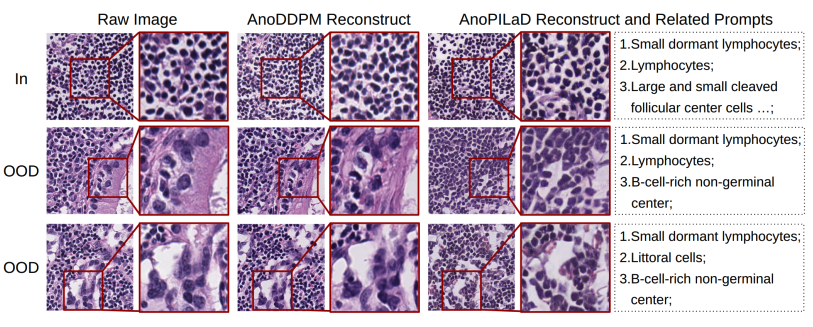 Raw Image
AnoDDPM Reconstruct
AnoPILaD Reconstruct and Related Prompts
In
1.Small dormant lymphocytes;
2.Lymphocytes;
3.Large and small cleaved
follicular center cells ...;
OOD
1.Small dormant lymphocytes;
2.Lymphocytes;
3.B-cell-rich non-germinal
center;
OOD
1.Small dormant lymphocytes;
2.Littoral cells;
3.B-cell-rich non-germinal
center;